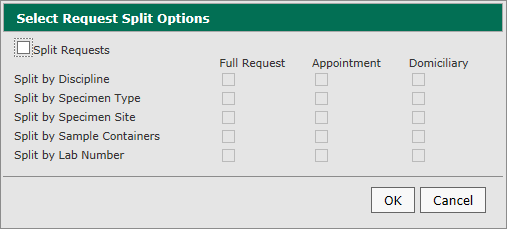 Select Request Split Options
Split Requests
Full Request Appointment Domiciliary
Split by Discipline
Split by Specimen Type
Split by Specimen Site
Split by Sample Containers
Split by Lab Number
OK Cancel